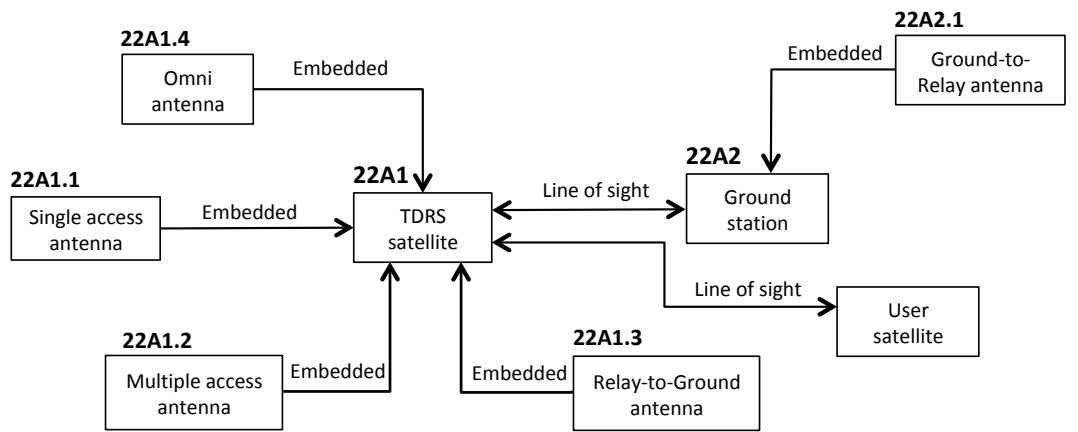 22A1.4
Omni
antenna
Embedded
22A2.1
Embedded
Ground-to-
Relay antenna
22A1.1
Single access
antenna
Embedded
22A1
TDRS
satellite
Line of sight
22A2
Ground
station
Line of sight
User
satellite
22A1.2
Multiple access
antenna
Embedded
22A1.3
Embedded
Relay-to-Ground
antenna